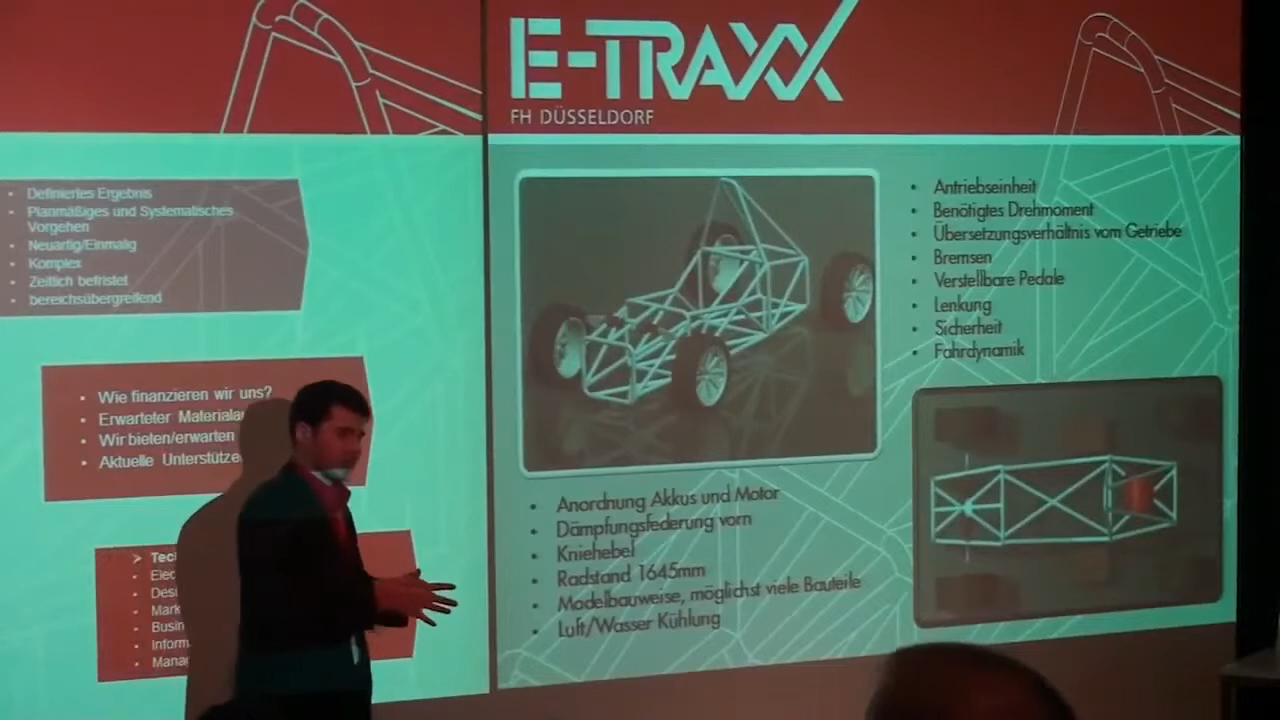 Definiertes Ergebnis
Planmäßiges und Systematisches
Vorgehen
Neuartig/Einmalig
Komplex
Zeitlich befristet
bereichsübergreifend
Wie finanzieren wir uns?
Erwarteter
Wir bieten/erwarten
Aktuelle
E-TRAXX
FH DÜSSELDORF
Antriebseinheit
Benötigtes Drehmoment
Übersetzungsverhältnis vom Getriebe
Bremsen
Verstellbare Pedale
Lenkung
Sicherheit
Fahrdynamik
Anordnung Akkus und Motor
Dämpfungsfederung vorn
Kniehebel
Radstand 1645mm
Modelbauweise, möglichst viele Bauteile
Luft/Wasser Kühlung